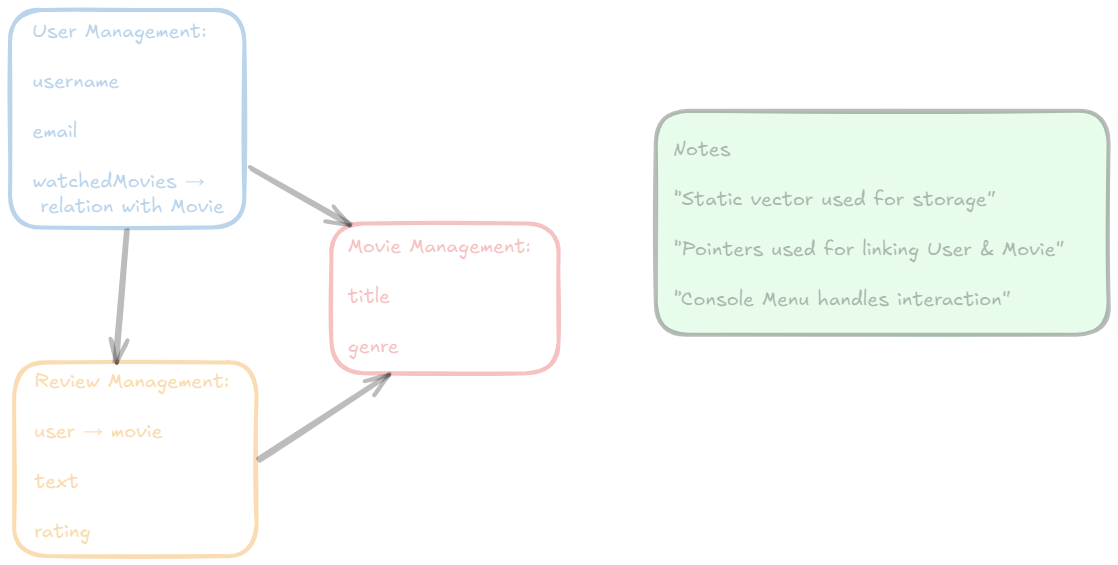 User Management:
username
email
watchedMovies →
relation with Movie
Movie Management:
title
genre
Review Management:
user → movie
text
rating
Notes
"Static vector used for storage"
"Pointers used for linking User & Movie"
"Console Menu handles interaction"